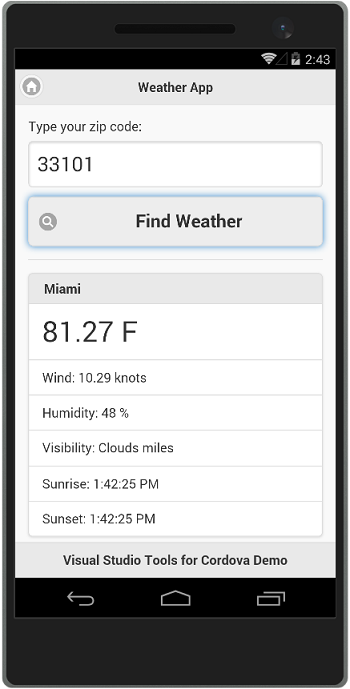 2:43
Weather App
Type your zip code:
33101
Find Weather
Miami
81.27 F
Wind: 10.29 knots
Humidity: 48 %
Visibility: Clouds miles
Sunrise: 1:42:25 PM
Sunset: 1:42:25 PM
Visual Studio Tools for Cordova Demo